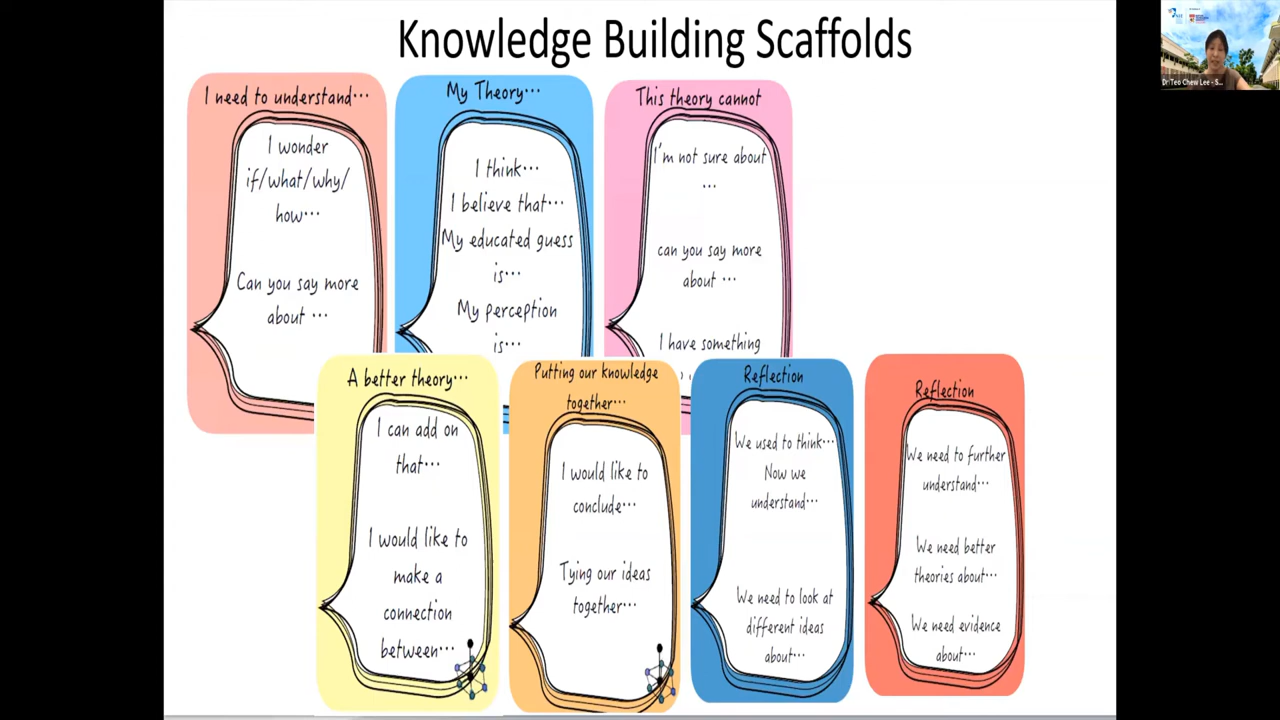 Knowledge Building Scaffolds
I need to understand...
I wonder
if/what/why/
how...
Can you say more
about ...
My Theory...
I think...
I believe that...
My educated guess
is...
My perception
is...
This theory cannot
I'm not sure about
...
can you say more
about ...
I have something
A better theory...
I can add on
that...
I would like to
make a
connection
between...
Putting our knowledge
together...
I would like to
conclude...
Tying our ideas
together...
Reflection
We used to think...
Now we
understand...
We need to look at
different ideas
about...
Reflection
We need to further
understand...
We need better
theories about...
We need evidence
about...
Dr Teo Chew Lee - S...